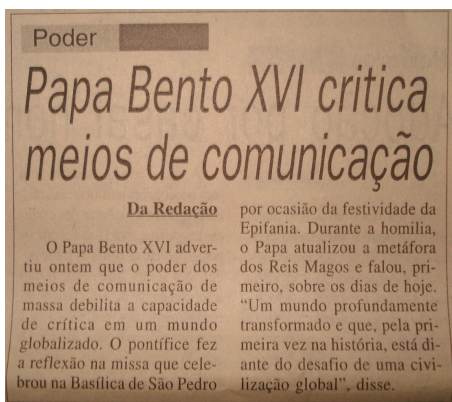 Poder
Papa Bento XVI critica
meios de comunicação
Da Redação
O Papa Bento XVI adver-
tiu ontem que o poder dos
meios de comunicação de
massa debilita a capacidade
de crítica em um mundo
globalizado. O pontífice fez
a reflexão na missa que cele-
brou na Basílica de São Pedro
por ocasião da festividade da
Epifania. Durante a homilia,
o Papa atualizou a metáfora
dos Reis Magos e falou, pri-
meiro, sobre os dias de hoje.
“Um mundo profundamente
transformado e que, pela pri-
meira vez na história, está di-
ante do desafio de uma civi-
lização global”, disse.